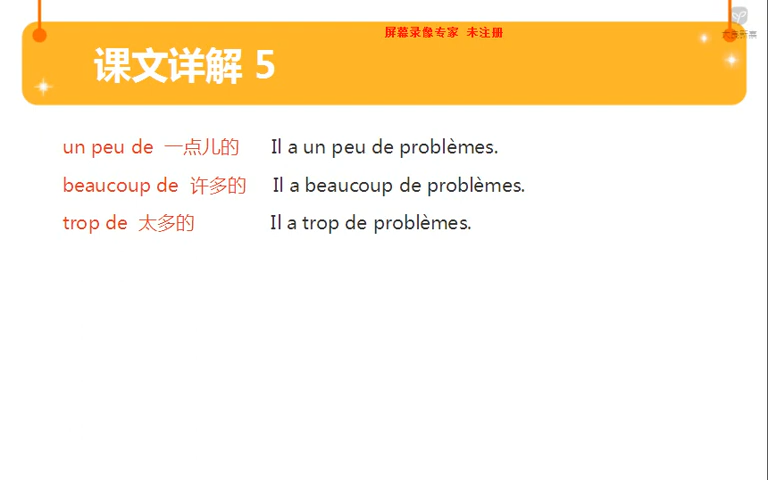 屏幕录像专家 未注册
课文详解 5
un peu de 一点儿的 Il a un peu de problèmes.
beaucoup de 许多的 Il a beaucoup de problèmes.
trop de 太多的 Il a trop de problèmes.